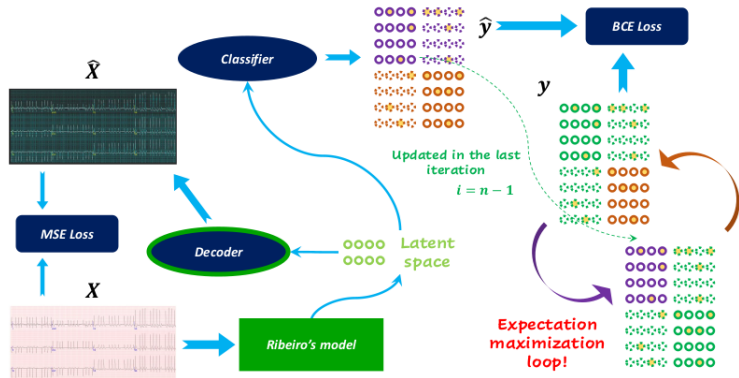 Classifier
ŷ
BCE Loss
X̂
y
Updated in the last
iteration
i = n − 1
MSE Loss
Decoder
Latent
space
X
Ribeiro's model
Expectation
maximization
loop!